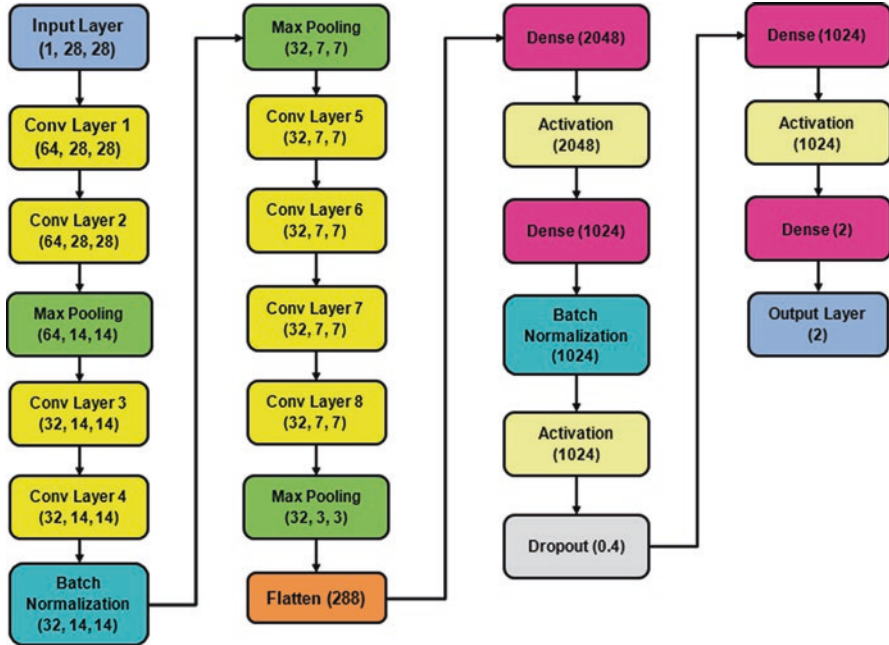 Input Layer
(1, 28, 28)
Conv Layer 1
(64, 28, 28)
Conv Layer 2
(64, 28,28)
Max Pooling
(64, 14,14)
Conv Layer 3
(32, 14,14)
Conv Layer 4
(32, 14,14)
Batch
Normalization
(32, 14,14)
Max Pooling
(32, 7, 7)
Conv Layer 5
(32, 7, 7)
Conv Layer 6
(32, 7, 7)
Conv Layer 7
(32, 7, 7)
Conv Layer 8
(32, 7, 7)
Max Pooling
(32, 3, 3)
Flatten (288)
Dense (2048)
Activation
(2048)
Dense (1024)
Batch
Normalization
(1024)
Activation
(1024)
Dropout (0.4)
Dense (1024)
Activation
(1024)
Dense (2)
Output Layer
(2)